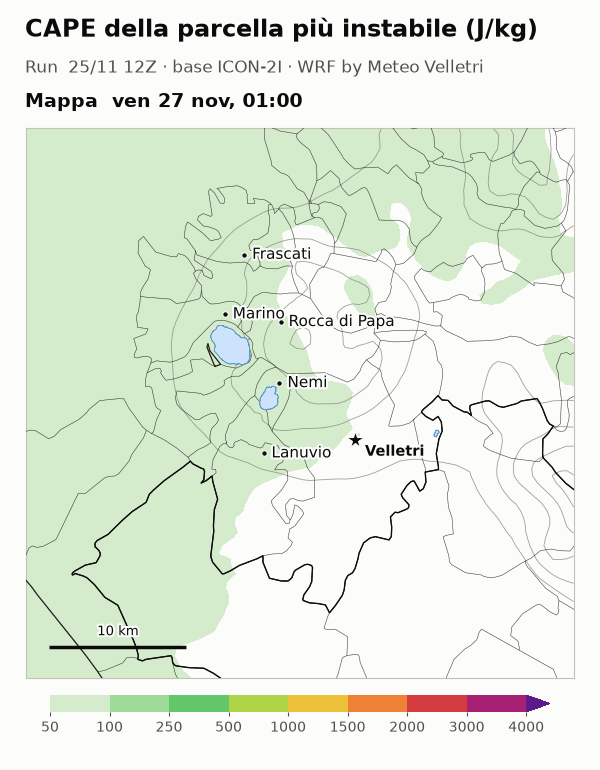 CAPE della parcella più instabile (J/kg)
Run  25/11 12Z · base ICON-2I · WRF by Meteo Velletri
Mappa  ven 27 nov, 01:00
Frascati
Marino
Rocca di Papa
Nemi
Velletri
Lanuvio
10 km
50 100 250 500 1000 1500 2000 3000 4000